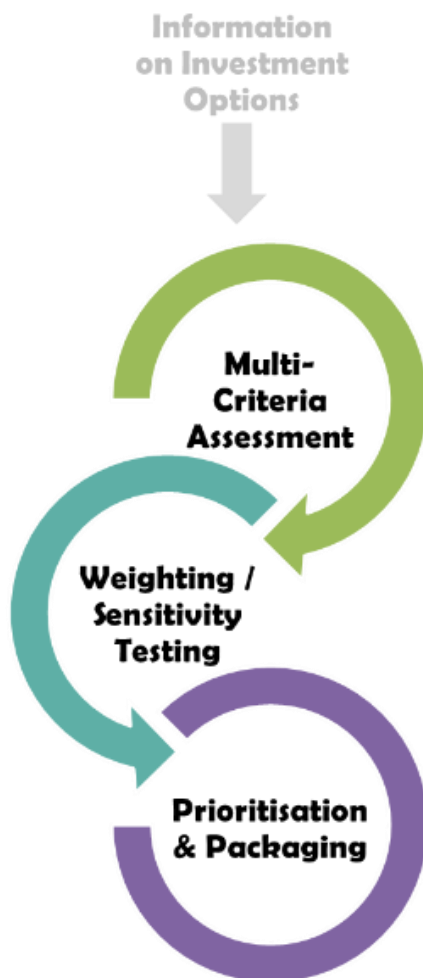 Information
on Investment
Options
Multi-
Criteria
Assessment
Weighting /
Sensitivity
Testing
Prioritisation
& Packaging